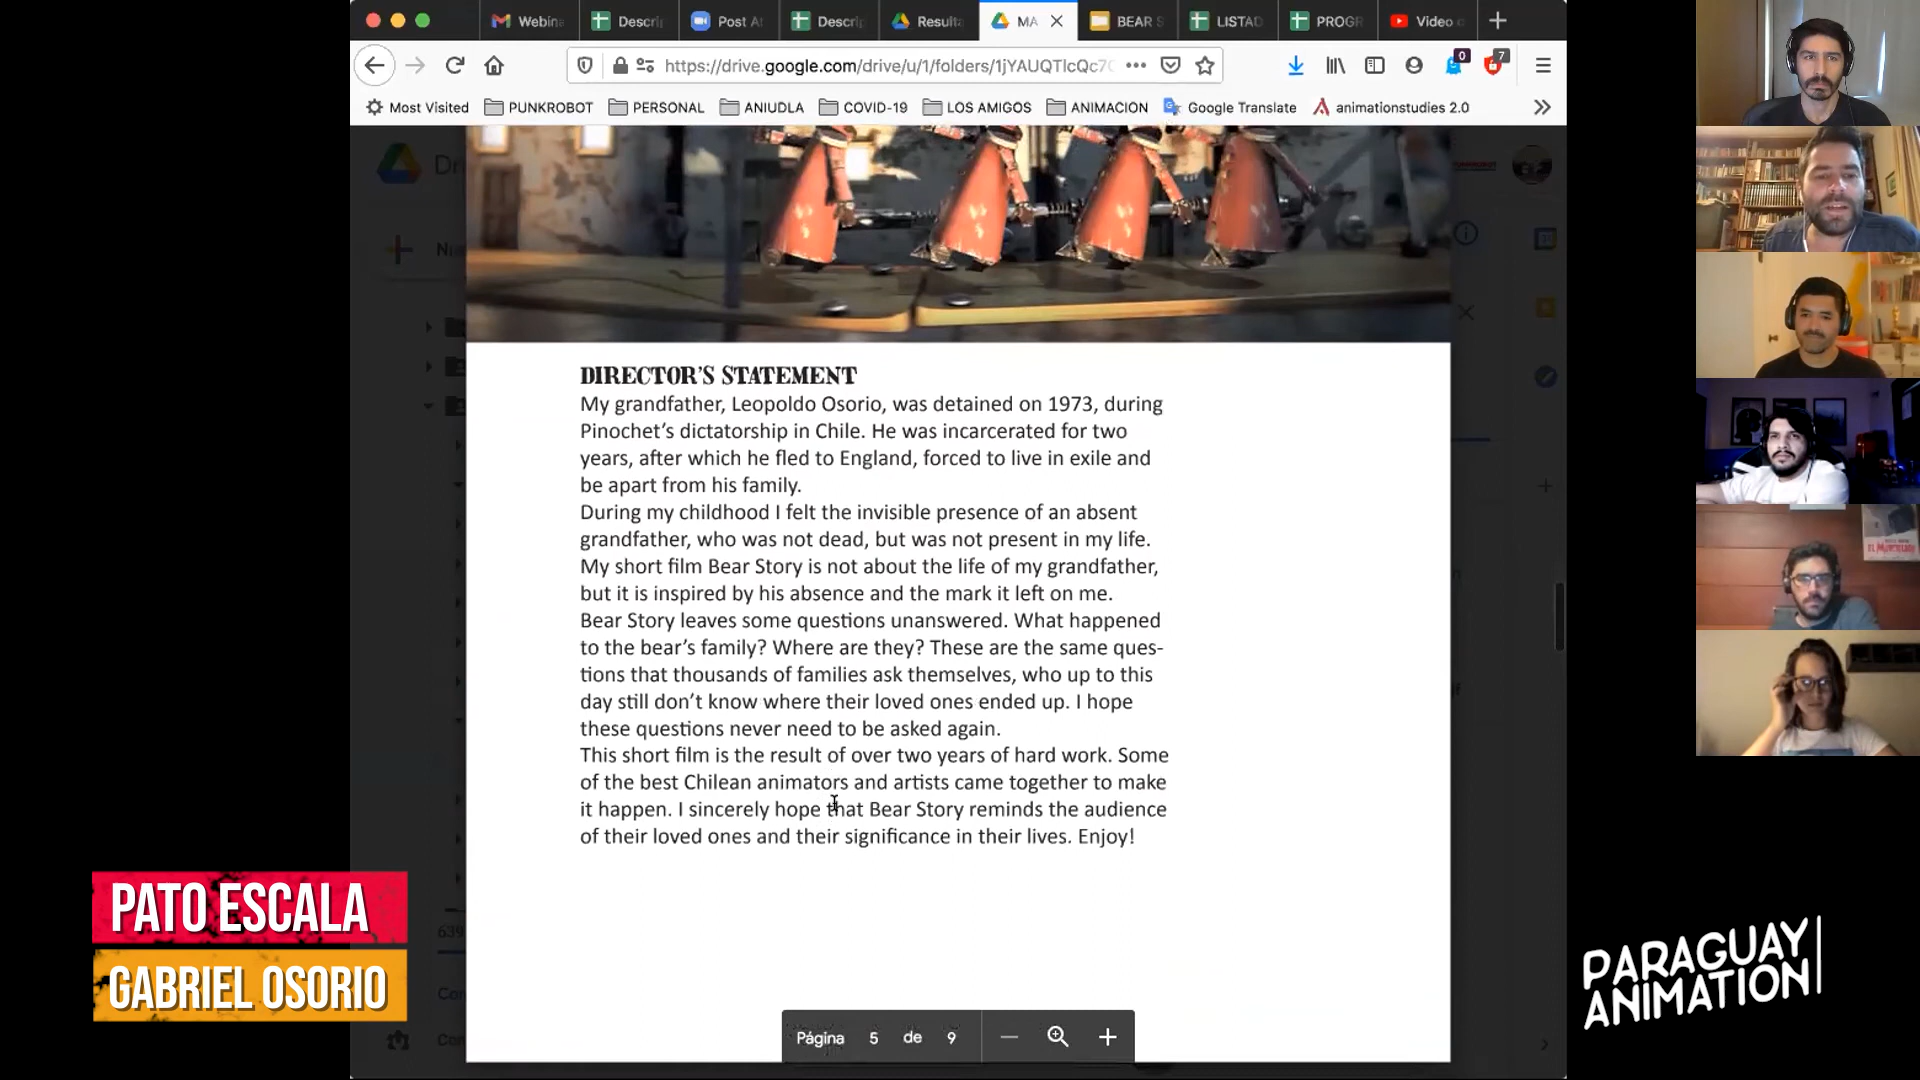 Webina
Descri
Post A
Descrip
Result
MA
BEAR S
LISTAD
PROGR
Video
https://drive.google.com/drive/u/1/folders/1jYAUQTlcQc7C
0
7
Most Visited
PUNKROBOT
PERSONAL
ANIUDLA
COVID-19
LOS AMIGOS
ANIMACION
Google Translate
animationstudies 2.0
DIRECTOR'S STATEMENT
My grandfather, Leopoldo Osorio, was detained on 1973, during
Pinochet's dictatorship in Chile. He was incarcerated for two
years, after which he fled to England, forced to live in exile and
be apart from his family.
During my childhood I felt the invisible presence of an absent
grandfather, who was not dead, but was not present in my life.
My short film Bear Story is not about the life of my grandfather,
but it is inspired by his absence and the mark it left on me.
Bear Story leaves some questions unanswered. What happened
to the bear's family? Where are they? These are the same ques-
tions that thousands of families ask themselves, who up to this
day still don't know where their loved ones ended up. I hope
these questions never need to be asked again.
This short film is the result of over two years of hard work. Some
of the best Chilean animators and artists came together to make
it happen. I sincerely hope that Bear Story reminds the audience
of their loved ones and their significance in their lives. Enjoy!
Página 5 de 9
PATO ESCALA
GABRIEL OSORIO
PARAGUAY
ANIMATION